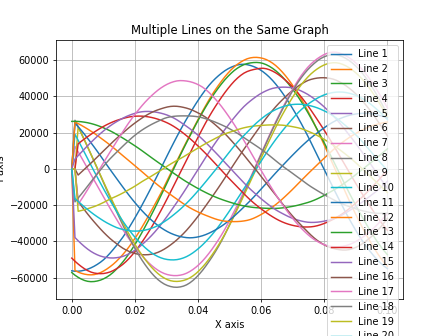 Multiple Lines on the Same Graph
60000
40000
20000
0
−20000
−40000
−60000
0.00
0.02
0.04
0.06
0.08
X axis
axis
Line 1
Line 2
Line 3
Line 4
Line 5
Line 6
Line 7
Line 8
Line 9
Line 10
Line 11
Line 12
Line 13
Line 14
Line 15
Line 16
Line 17
Line 18
Line 19
Line 20